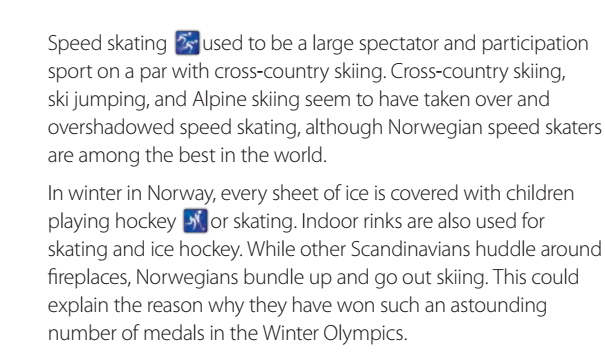 Speed skating used to be a large spectator and participation
sport on a par with cross-country skiing. Cross-country skiing,
ski jumping, and Alpine skiing seem to have taken over and
overshadowed speed skating, although Norwegian speed skaters
are among the best in the world.
In winter in Norway, every sheet of ice is covered with children
playing hockey or skating. Indoor rinks are also used for
skating and ice hockey. While other Scandinavians huddle around
fireplaces, Norwegians bundle up and go out skiing. This could
explain the reason why they have won such an astounding
number of medals in the Winter Olympics.